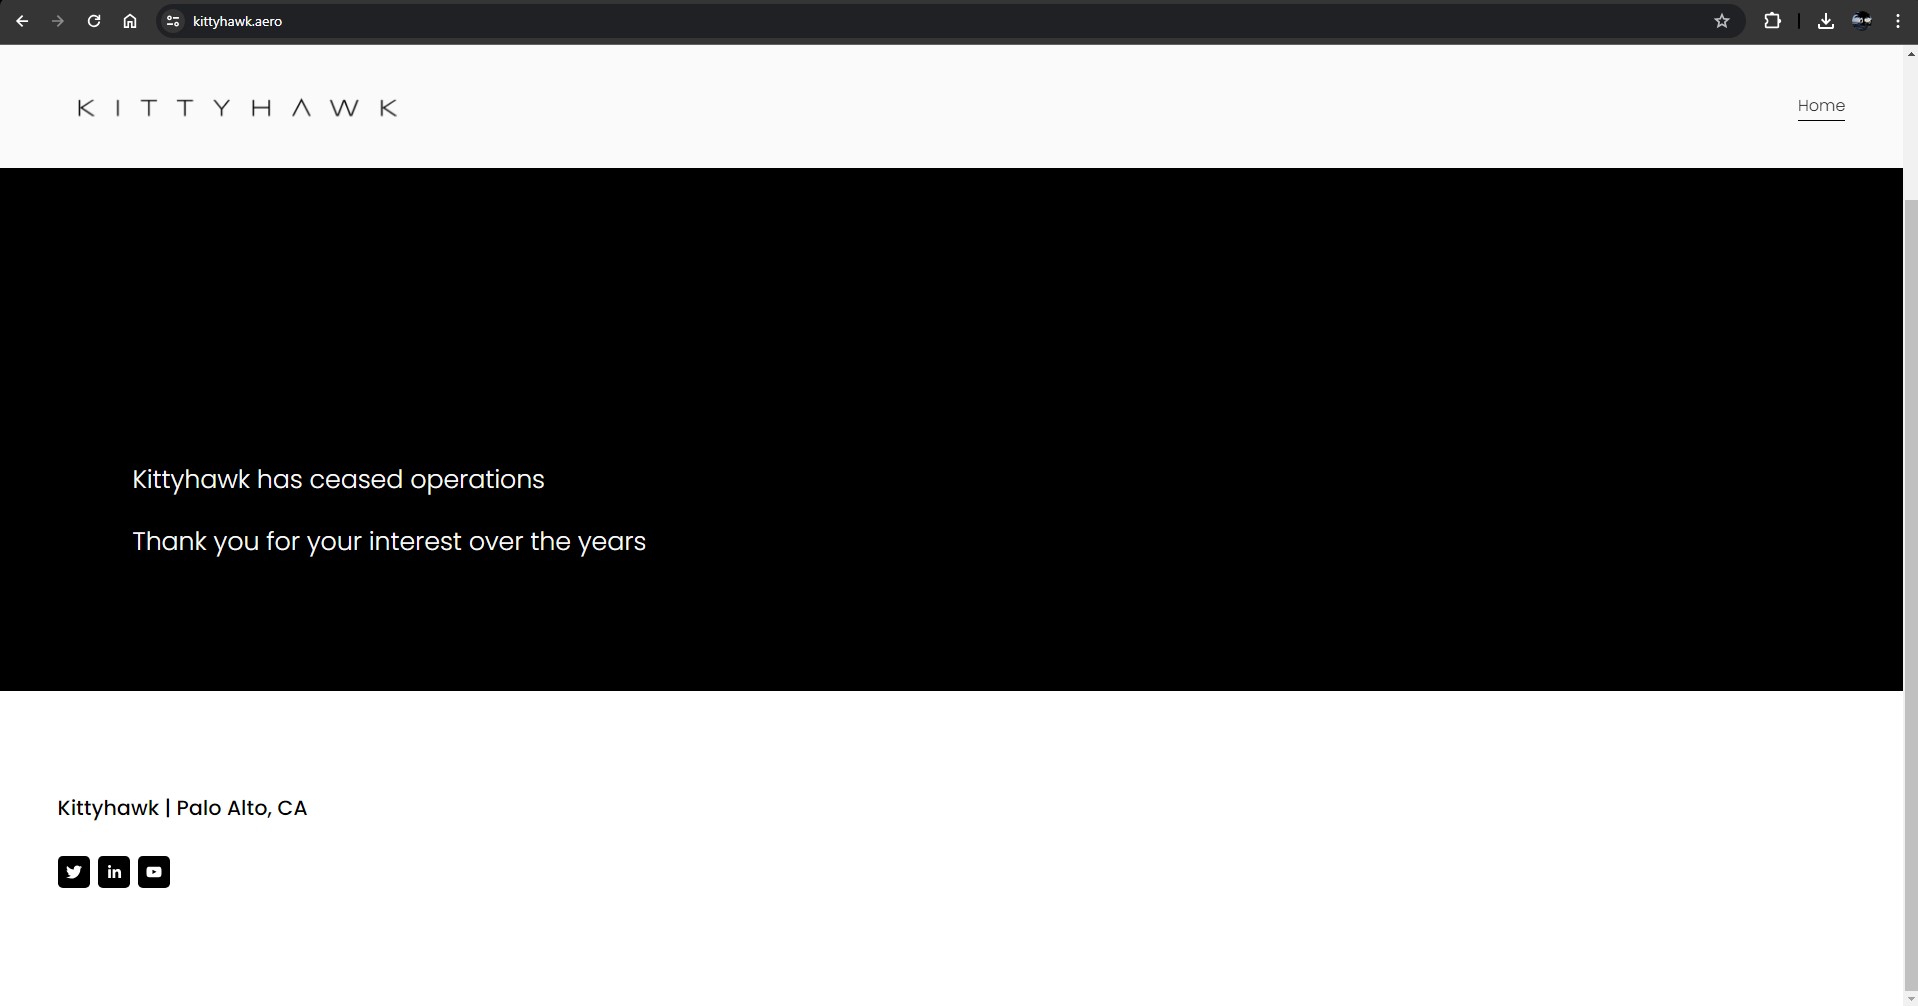 kittyhawk.aero
KITTYHAWK
Home
Kittyhawk has ceased operations
Thank you for your interest over the years
Kittyhawk | Palo Alto, CA
in